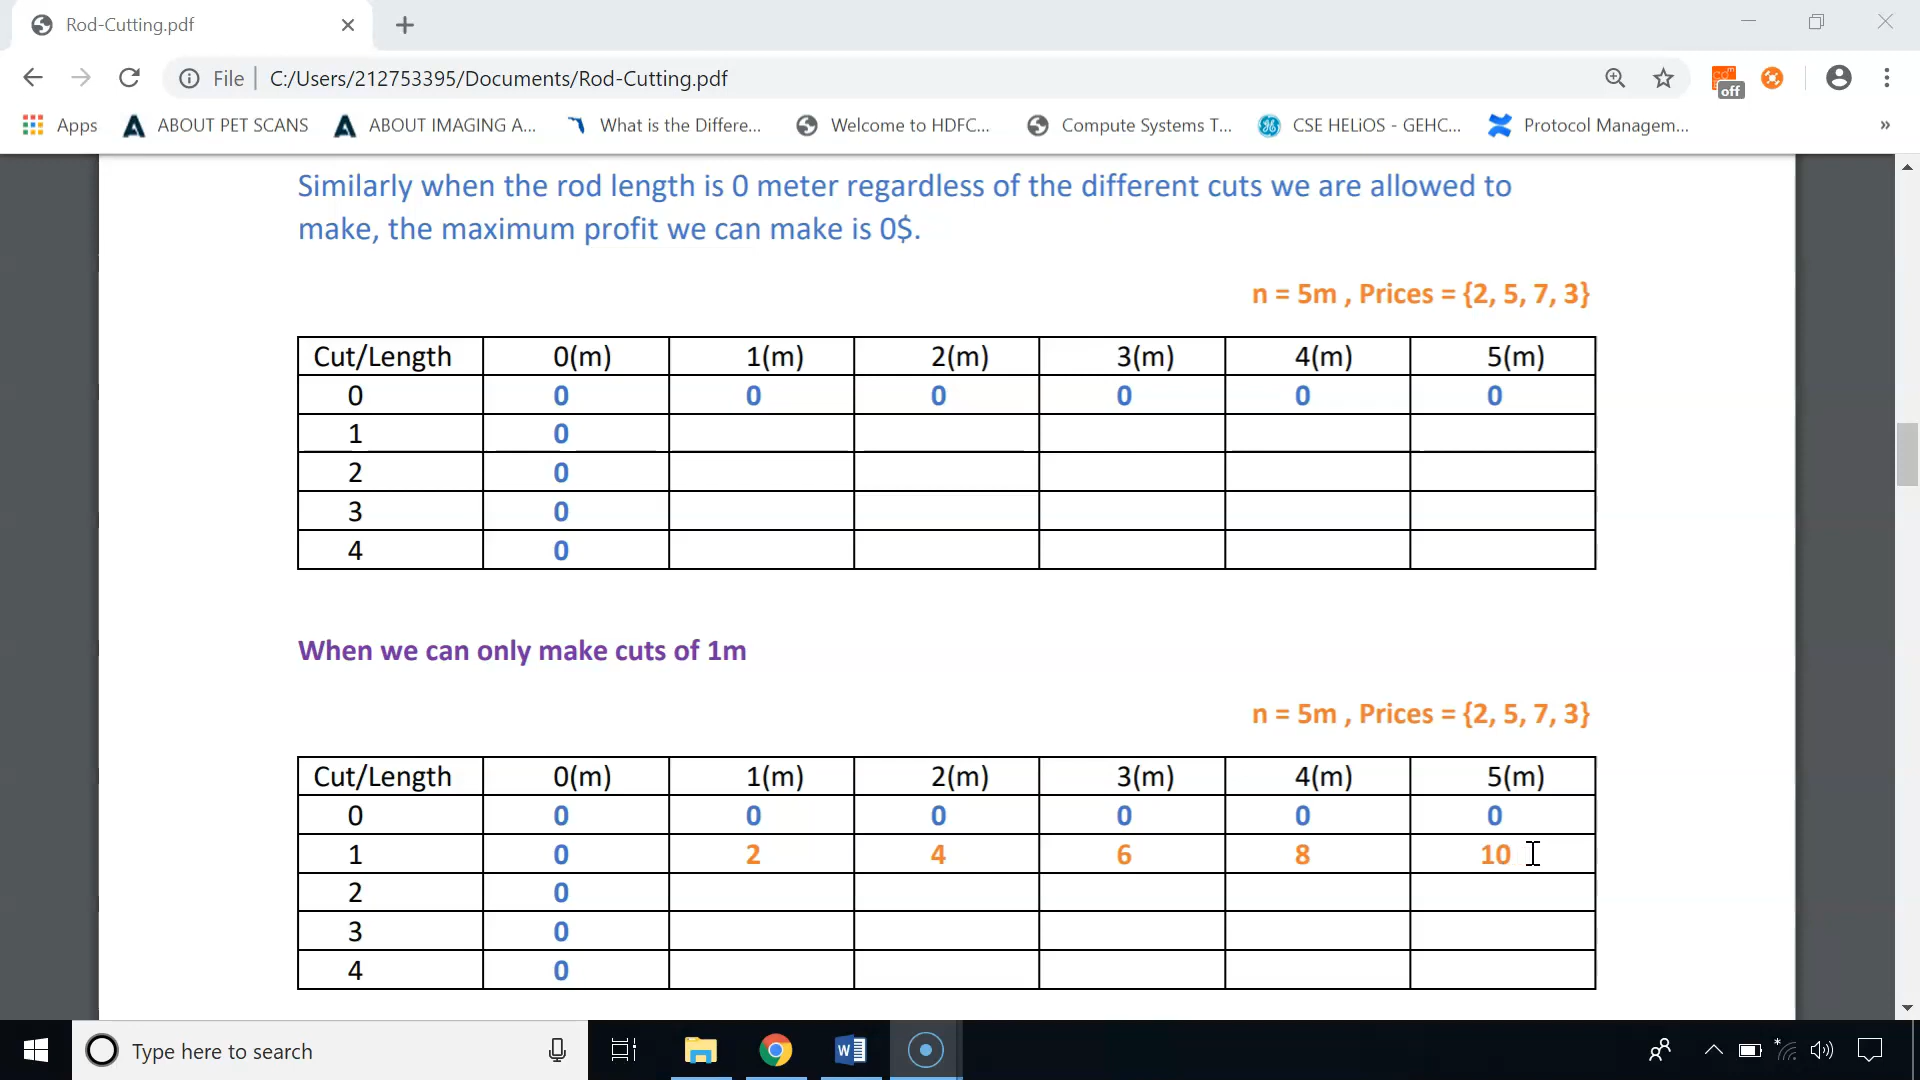 Rod-Cutting.pdf
File C:/Users/212753395/Documents/Rod-Cutting.pdf
off
Apps ABOUT PET SCANS ABOUT IMAGING A... What is the Differe... Welcome to HDFC... Compute Systems T... CSE HELiOS - GEHC... Protocol Managem... »
Similarly when the rod length is 0 meter regardless of the different cuts we are allowed to
make, the maximum profit we can make is 0$.
n = 5m , Prices = {2, 5, 7, 3}
Cut/Length 0(m) 1(m) 2(m) 3(m) 4(m) 5(m)
0 0 0 0 0 0 0
1 0
2 0
3 0
4 0
When we can only make cuts of 1m
n = 5m , Prices = {2, 5, 7, 3}
Cut/Length 0(m) 1(m) 2(m) 3(m) 4(m) 5(m)
0 0 0 0 0 0 0
1 0 2 4 6 8 10
2 0
3 0
4 0
Type here to search